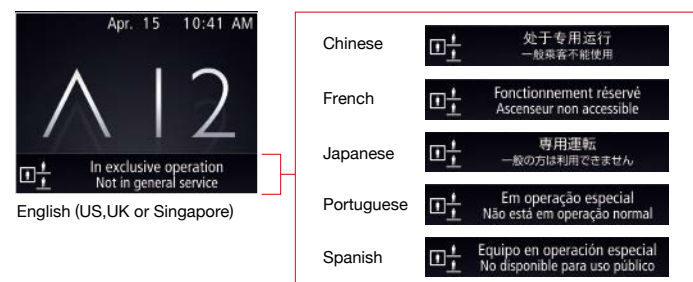 Apr. 15 10:41 AM
12
In exclusive operation
Not in general service
English (US,UK or Singapore)
Chinese
处于专用运行
一般乘客不能使用
French
Fonctionnement réservé
Ascenseur non accessible
Japanese
専用運転
一般の方は利用できません
Portuguese
Em operação especial
Não está em operação normal
Spanish
Equipo en operación especial
No disponible para uso público